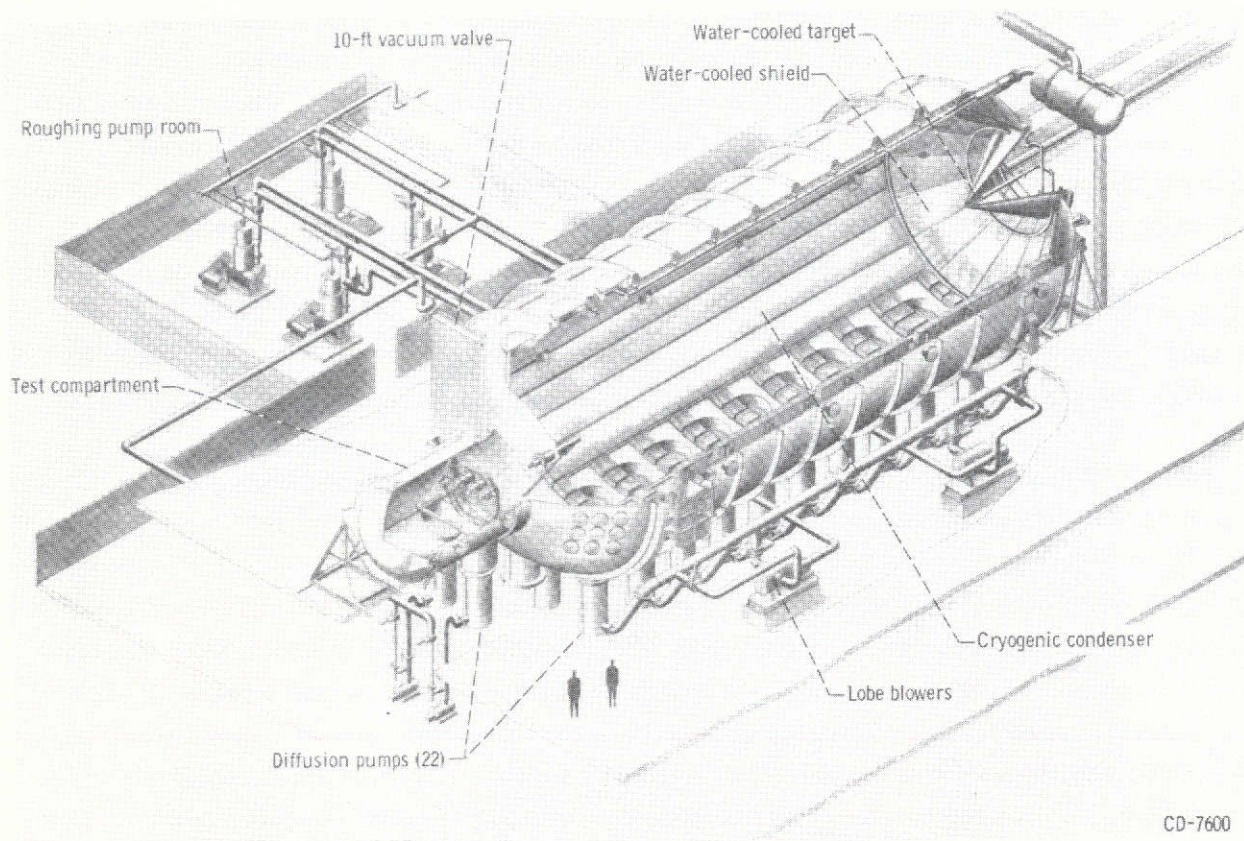 10-ft vacuum valve
Water-cooled target
Water-cooled shield
Roughing pump room
Test compartment
Cryogenic condenser
Lobe blowers
Diffusion pumps (22)
CD-7600